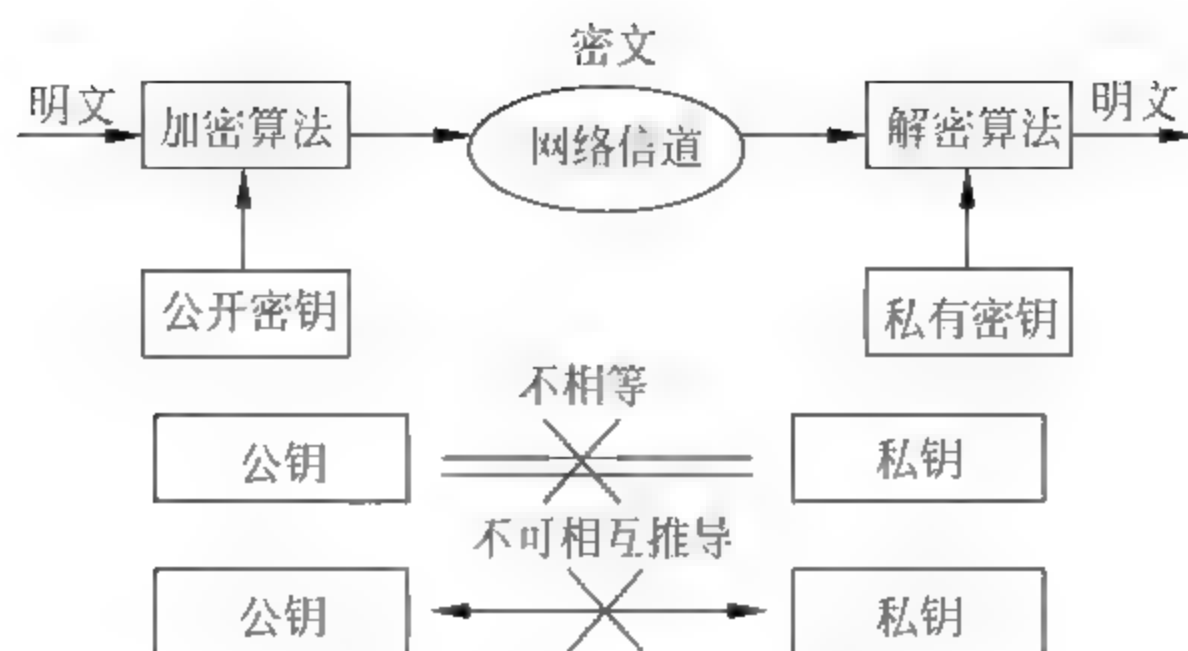 密文
明文
加密算法
网络信道
解密算法
明文
公开密钥
私有密钥
不相等
公钥
私钥
不可相互推导
公钥
私钥